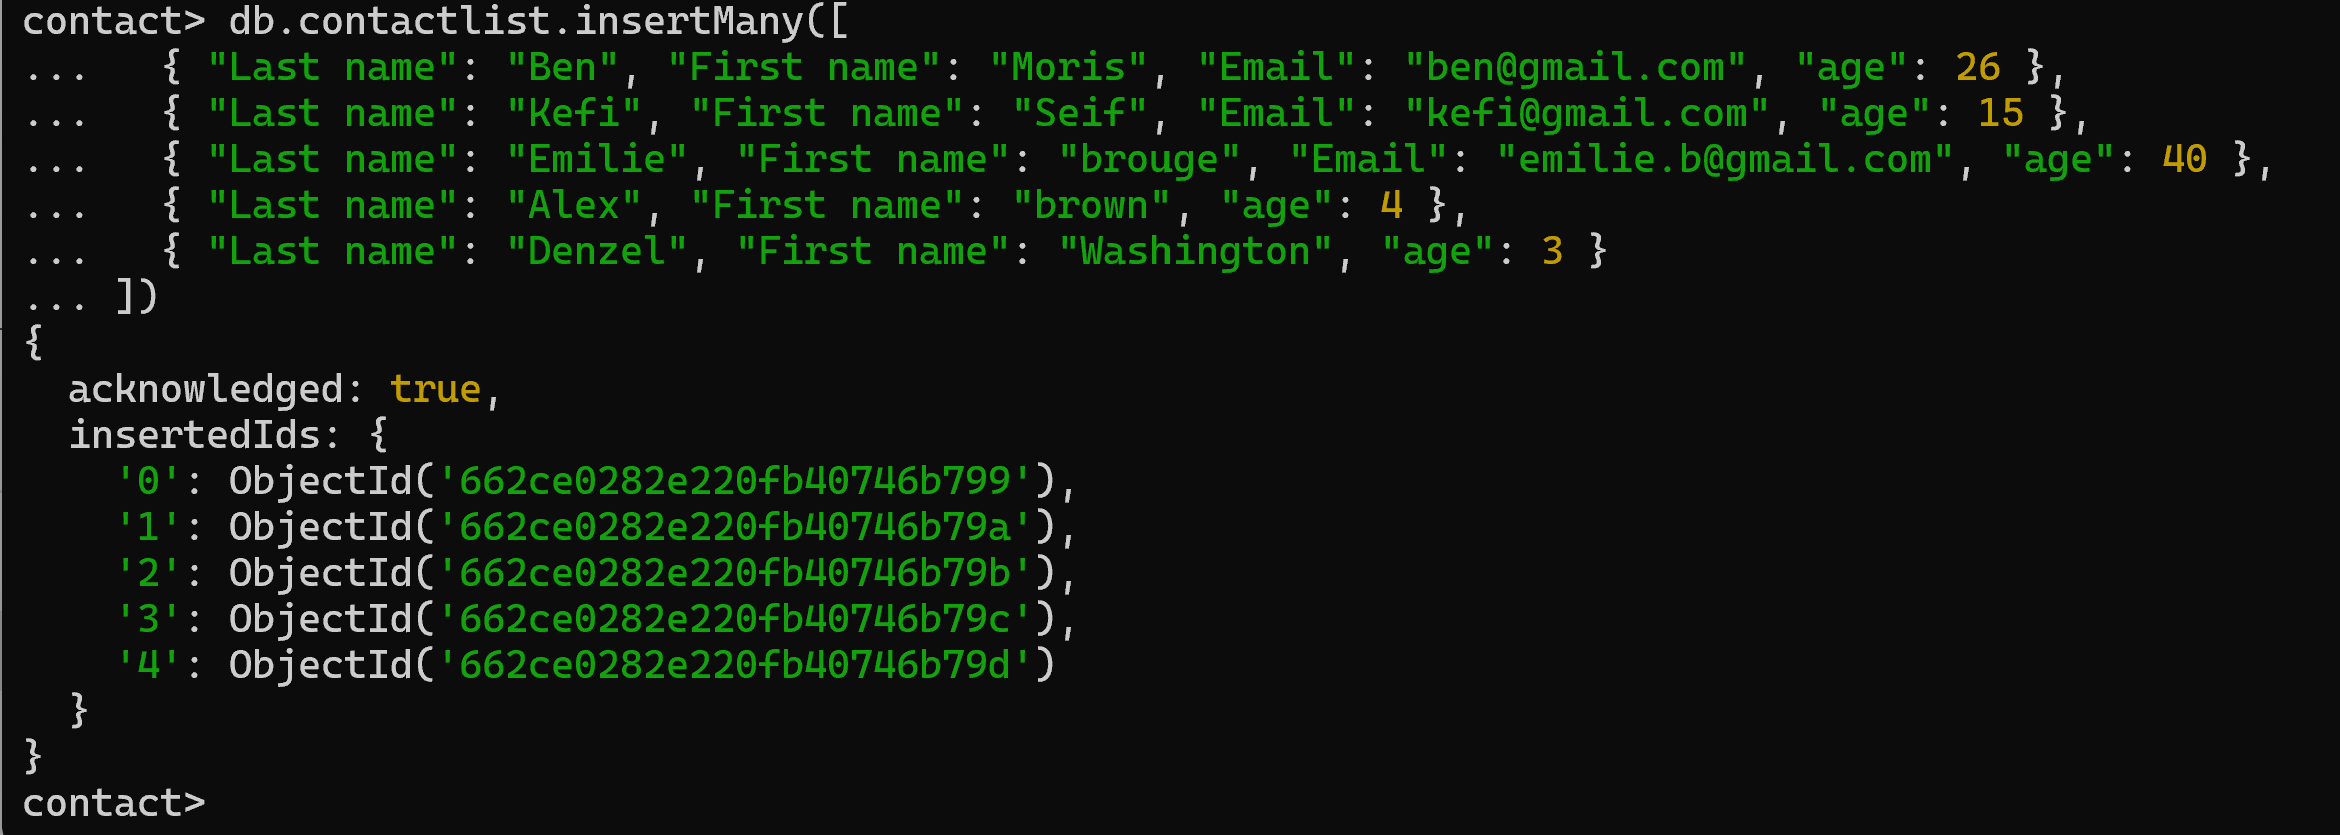 contact> db.contactlist.insertMany([
...   { "Last name": "Ben", "First name": "Moris", "Email": "ben@gmail.com", "age": 26 },
...   { "Last name": "Kefi", "First name": "Seif", "Email": "kefi@gmail.com", "age": 15 },
...   { "Last name": "Emilie", "First name": "brouge", "Email": "emilie.b@gmail.com", "age": 40 },
...   { "Last name": "Alex", "First name": "brown", "age": 4 },
...   { "Last name": "Denzel", "First name": "Washington", "age": 3 }
... ])
{
  acknowledged: true,
  insertedIds: {
    '0': ObjectId('662ce0282e220fb40746b799'),
    '1': ObjectId('662ce0282e220fb40746b79a'),
    '2': ObjectId('662ce0282e220fb40746b79b'),
    '3': ObjectId('662ce0282e220fb40746b79c'),
    '4': ObjectId('662ce0282e220fb40746b79d')
  }
}
contact>